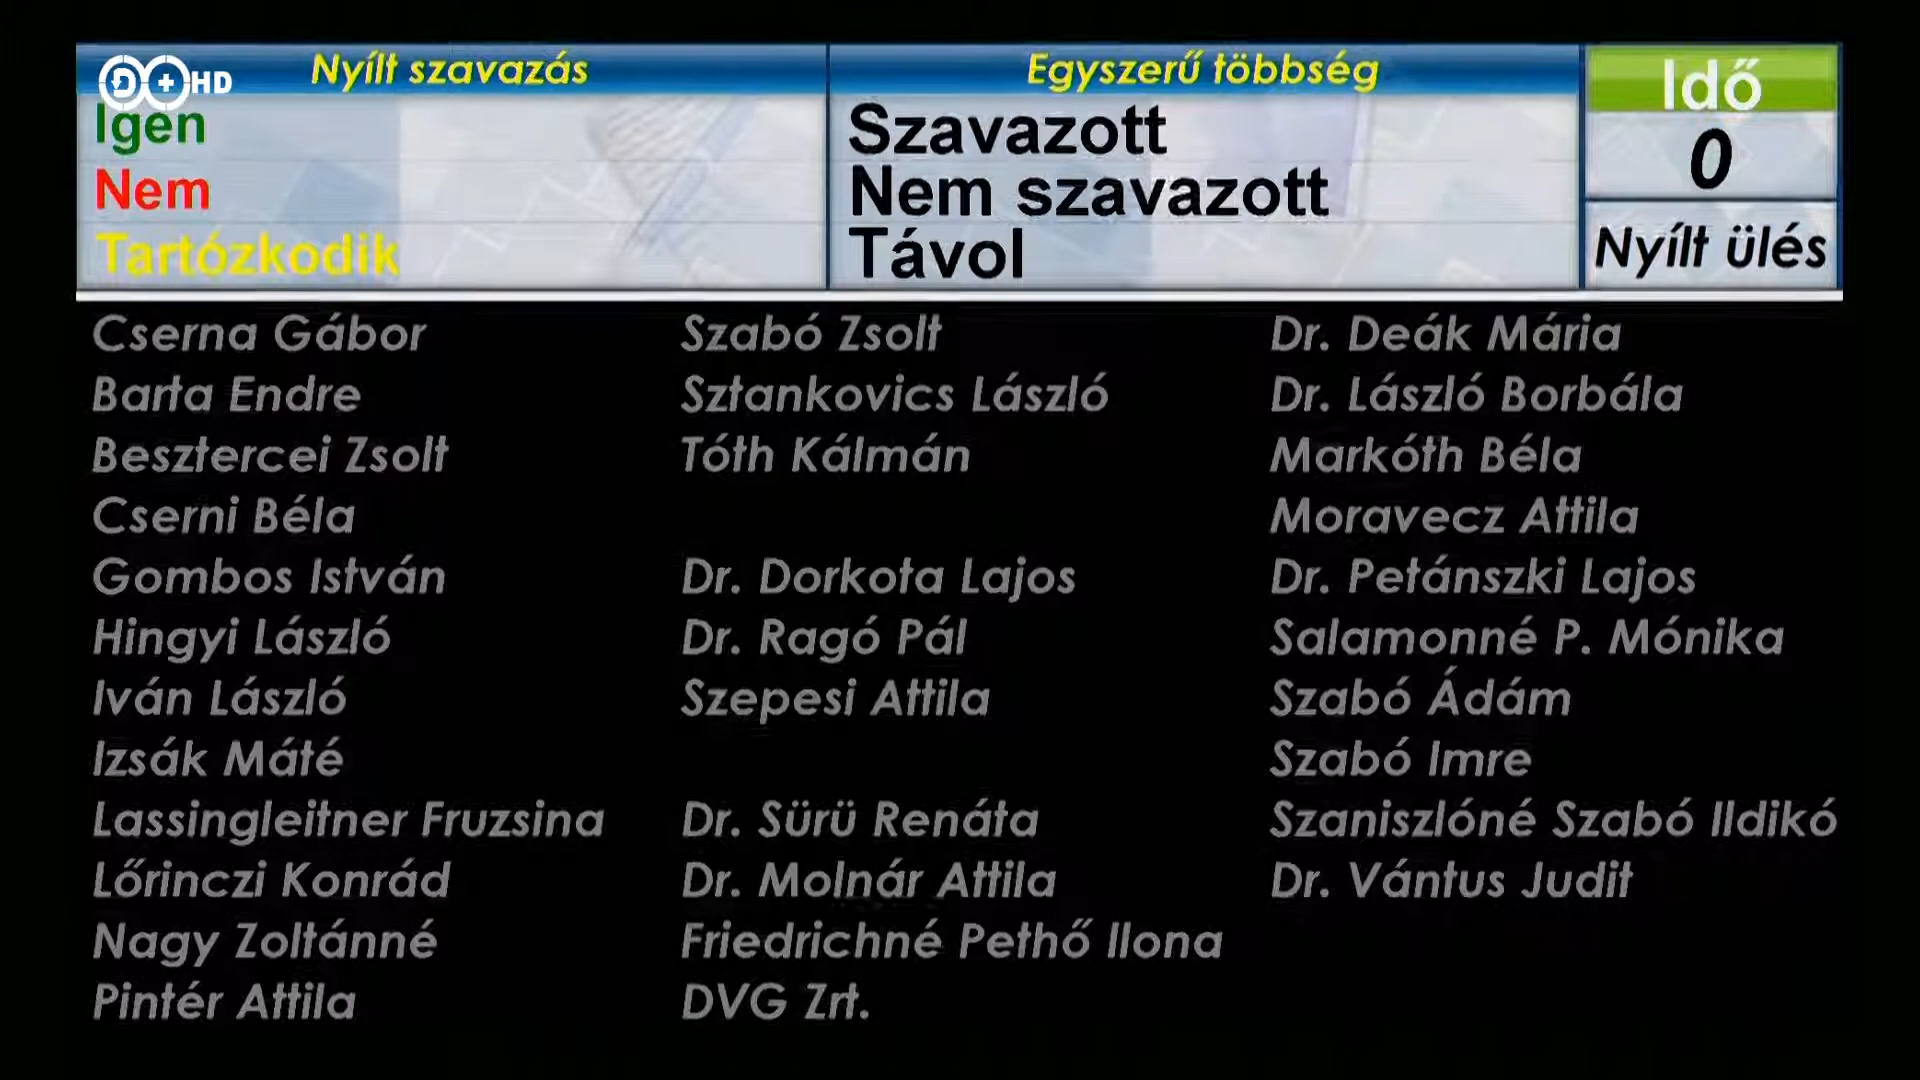 D+HD
Nyílt szavazás
Igen
Nem
Tartózkodik
Egyszerű többség
Szavazott
Nem szavazott
Távol
Idő
0
Nyílt ülés
Cserna Gábor
Barta Endre
Besztercei Zsolt
Cserni Béla
Gombos István
Hingyi László
Iván László
Izsák Máté
Lassingleitner Fruzsina
Lőrinczi Konrád
Nagy Zoltánné
Pintér Attila
Szabó Zsolt
Sztankovics László
Tóth Kálmán
Dr. Dorkota Lajos
Dr. Ragó Pál
Szepesi Attila
Dr. Sürü Renáta
Dr. Molnár Attila
Friedrichné Pethő Ilona
DVG Zrt.
Dr. Deák Mária
Dr. László Borbála
Markóth Béla
Moravecz Attila
Dr. Petánszki Lajos
Salamonné P. Mónika
Szabó Ádám
Szabó Imre
Szaniszlóné Szabó Ildikó
Dr. Vántus Judit